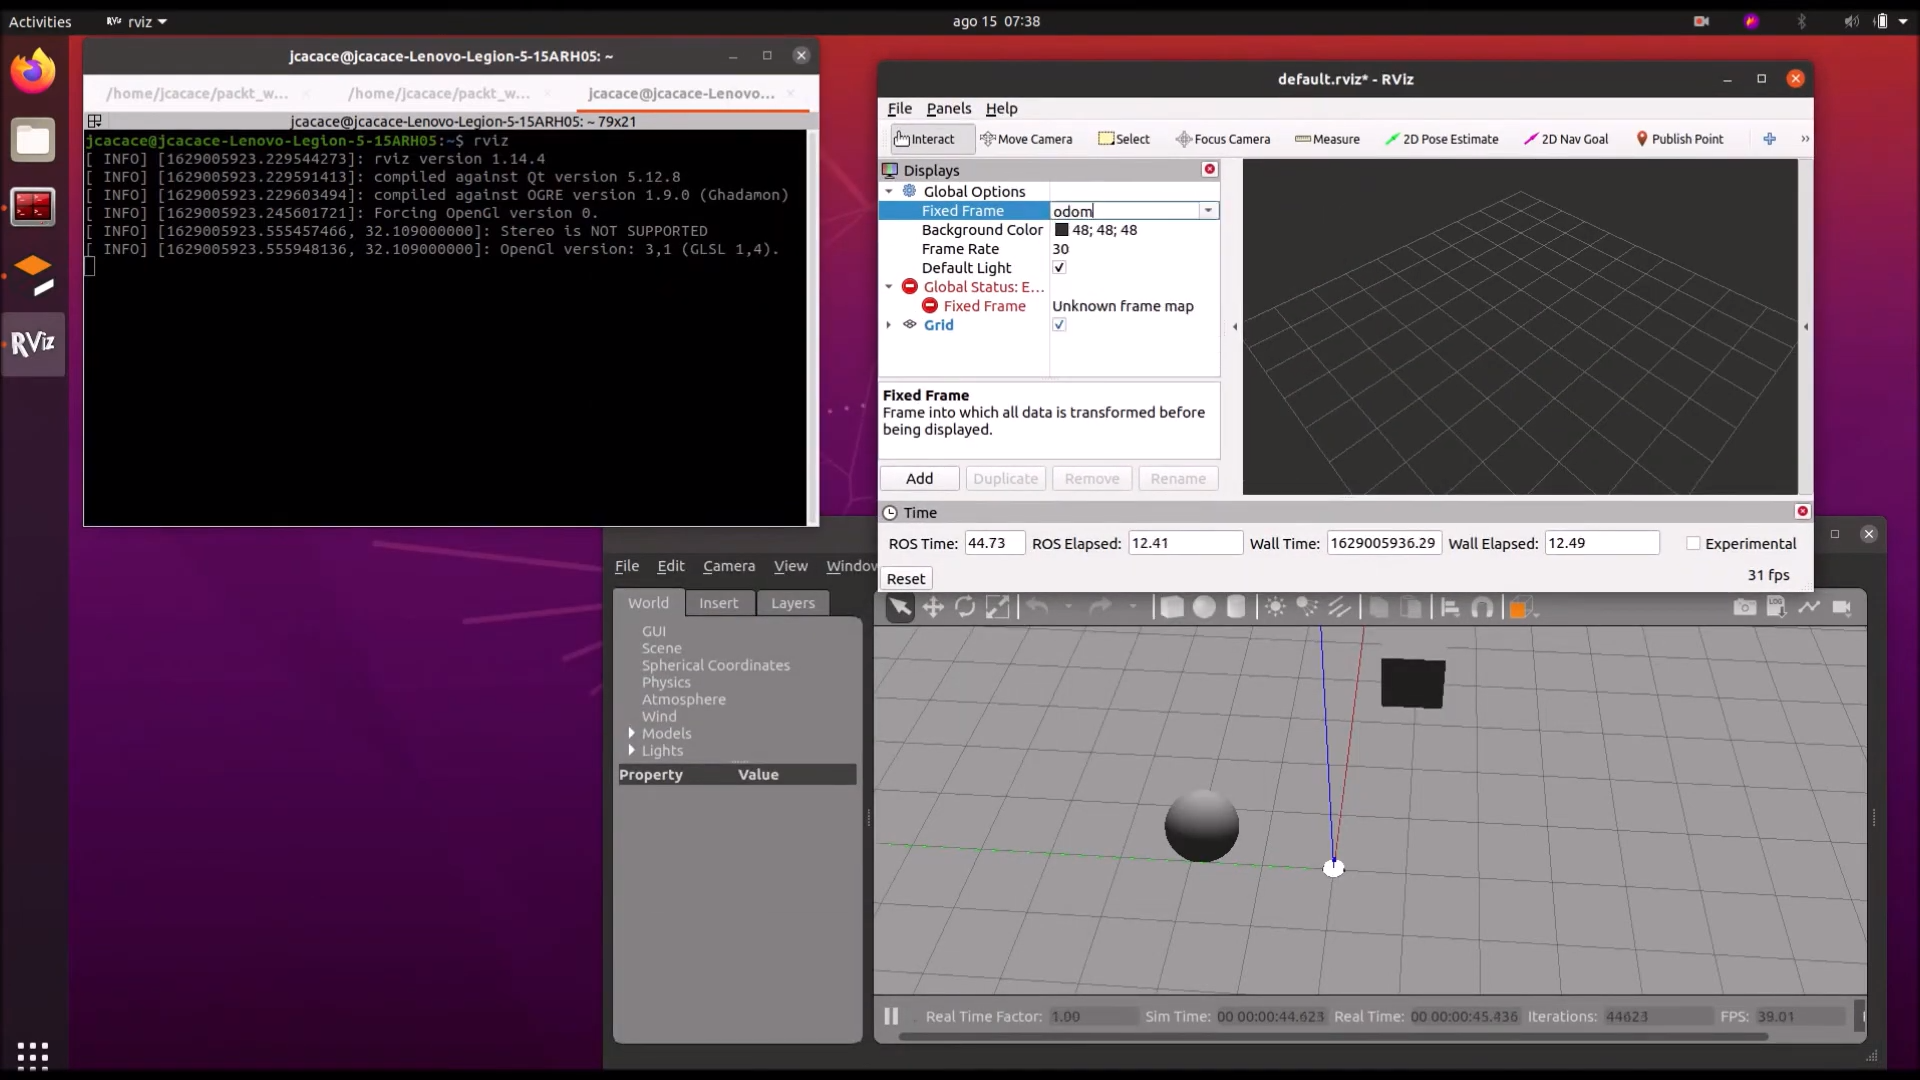 Activities
RViz rviz
ago 15 07:38
jcacace@jcacace-Lenovo-Legion-5-15ARH05: ~
/home/jcacace/packt_w...
/home/jcacace/packt_w...
jcacace@jcacace-Lenovo...
jcacace@jcacace-Lenovo-Legion-5-15ARH05: ~ 79x21
jcacace@jcacace-Lenovo-Legion-5-15ARH05:~$ rviz
[ INFO] [1629005923.229544273]: rviz version 1.14.4
[ INFO] [1629005923.229591413]: compiled against Qt version 5.12.8
[ INFO] [1629005923.229603494]: compiled against OGRE version 1.9.0 (Ghadamon)
[ INFO] [1629005923.245601721]: Forcing OpenGl version 0.
[ INFO] [1629005923.555457466, 32.109000000]: Stereo is NOT SUPPORTED
[ INFO] [1629005923.555948136, 32.109000000]: OpenGl version: 3,1 (GLSL 1,4).
RViz
default.rviz* - RViz
File Panels Help
Interact Move Camera Select Focus Camera Measure 2D Pose Estimate 2D Nav Goal Publish Point
Displays
Global Options
Fixed Frame odom
Background Color 48; 48; 48
Frame Rate 30
Default Light
Global Status: E...
Fixed Frame Unknown frame map
Grid
Fixed Frame
Frame into which all data is transformed before
being displayed.
Add Duplicate Remove Rename
Time
ROS Time: 44.73 ROS Elapsed: 12.41 Wall Time: 1629005936.29 Wall Elapsed: 12.49 Experimental
Reset
31 fps
File Edit Camera View Window
World Insert Layers
GUI
Scene
Spherical Coordinates
Physics
Atmosphere
Wind
Models
Lights
Property Value
LOG
Real Time Factor: 1.00 Sim Time: 00 00:00:44.623 Real Time: 00 00:00:45.436 Iterations: 44623 FPS: 39.01